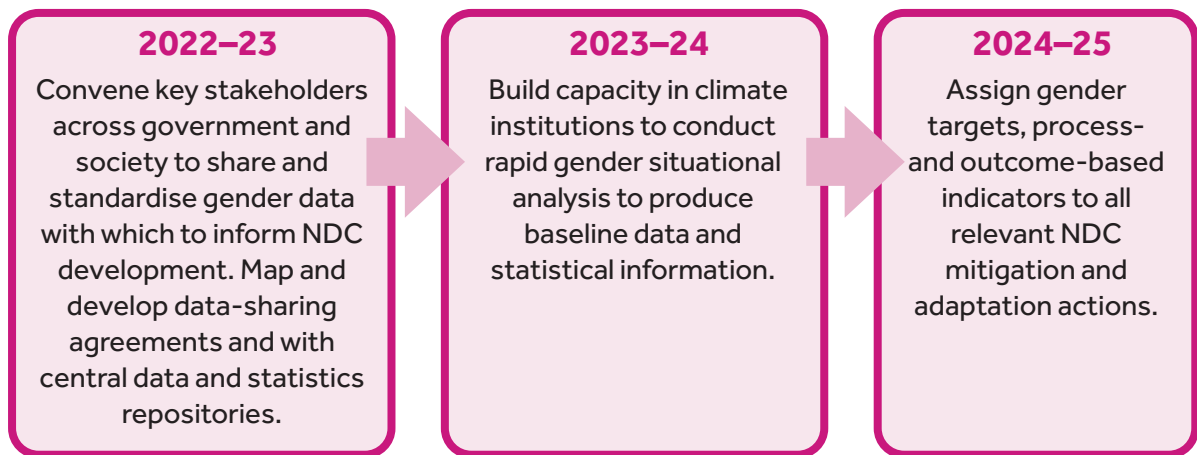 2022–23
Convene key stakeholders
across government and
society to share and
standardise gender data
with which to inform NDC
development. Map and
develop data-sharing
agreements and with
central data and statistics
repositories.
2023–24
Build capacity in climate
institutions to conduct
rapid gender situational
analysis to produce
baseline data and
statistical information.
2024–25
Assign gender
targets, process-
and outcome-based
indicators to all
relevant NDC
mitigation and
adaptation actions.